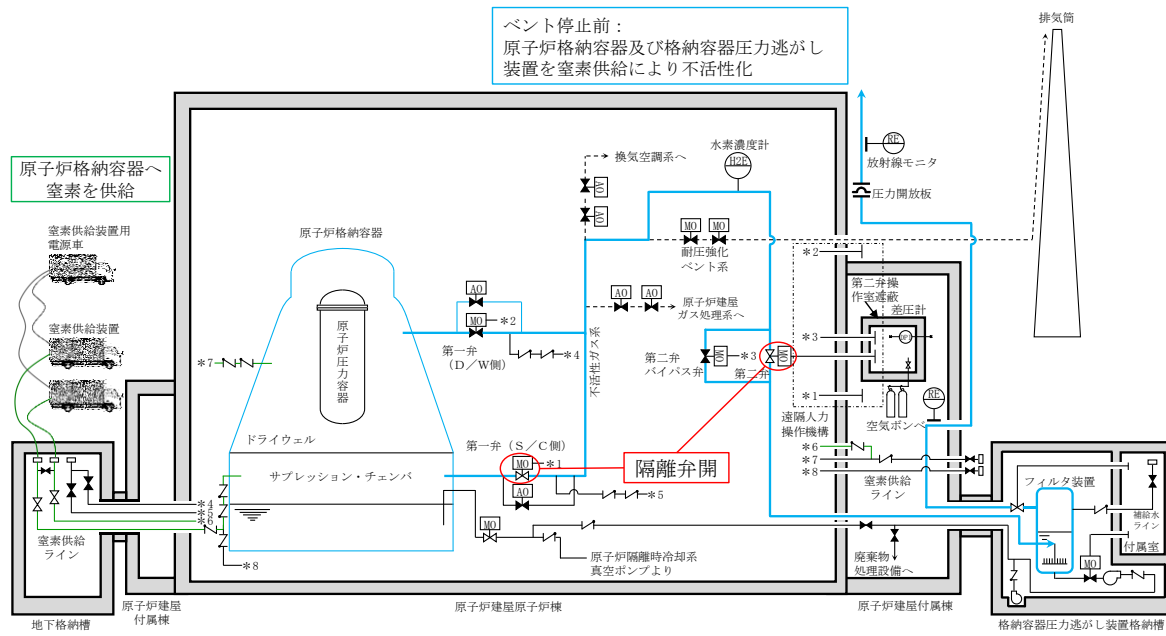 ベント停止前：
原子炉格納容器及び格納容器圧力逃がし
装置を窒素供給により不活性化
排気筒
原子炉格納容器へ
窒素を供給
窒素供給装置用
電源車
窒素供給装置
原子炉格納容器
原子炉圧力容器
ドライウェル
サプレッション・チェンバ
換気空調系へ
AO
AO
水素濃度計
H2E
RE
放射線モニタ
圧力開放板
MO
MO
耐圧強化
ベント系
AO
MO
＊2
第一弁
（D／W側）
＊4
AO
AO
原子炉建屋
ガス処理系へ
不活性ガス系
第二弁
バイパス弁
MO
＊3
MO
第二弁
＊2
第二弁操
作室遮蔽
差圧計
DP
＊3
＊1
遠隔人力
操作機構
空気ボンベ
RE
＊7
第一弁（S／C側）
MO
＊1
AO
＊5
隔離弁開
＊6
＊7
＊8
窒素供給
ライン
フィルタ装置
補給水
ライン
付属室
MO
＊4
＊5
＊6
＊8
窒素供給
ライン
MO
原子炉隔離時冷却系
真空ポンプより
廃棄物
処理設備へ
地下格納槽
原子炉建屋
付属棟
原子炉建屋原子炉棟
原子炉建屋付属棟
格納容器圧力逃がし装置格納槽